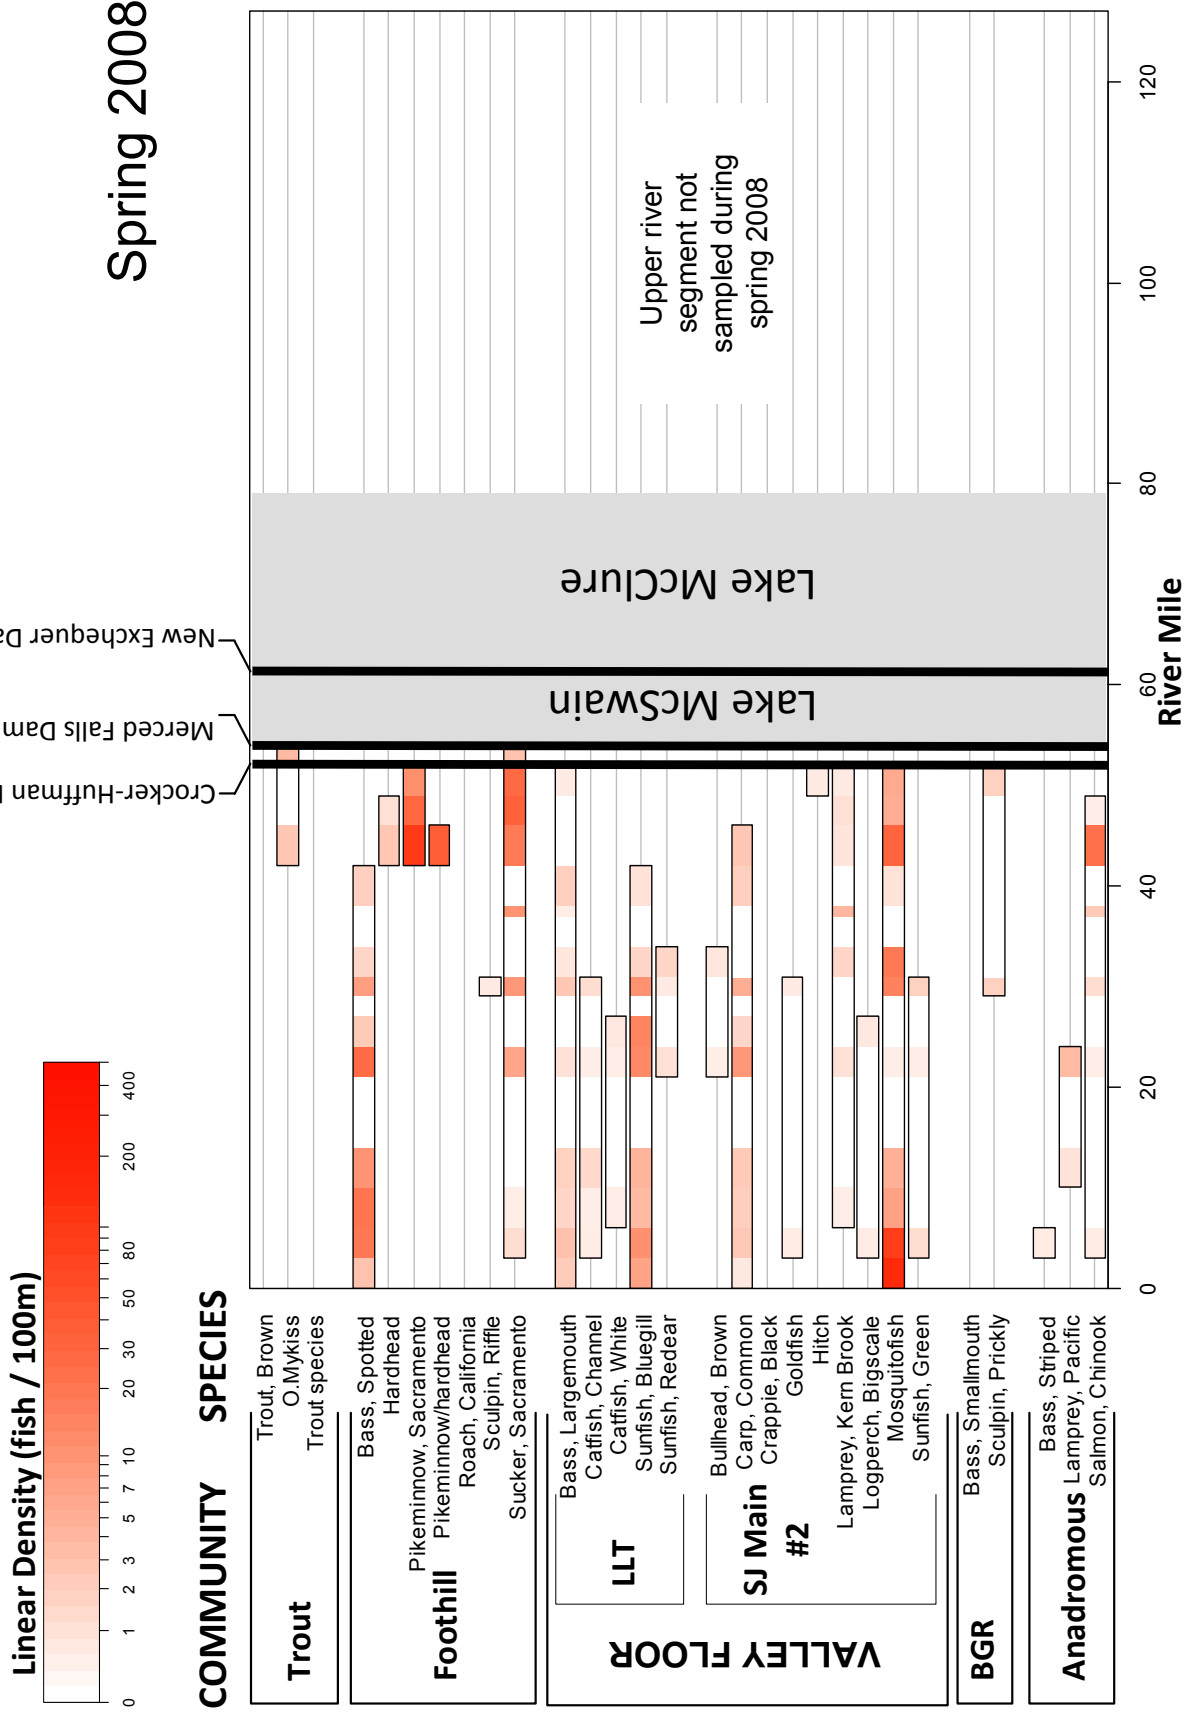 Spring 2008
Linear Density (fish / 100m)
0 1 2 3 5 7 10 20 30 50 80 200 400
COMMUNITY SPECIES
Crocker-Huffman
Merced Falls Dam
New Exchequer Da
Trout
Trout, Brown
O.Mykiss
Trout species
Foothill
Bass, Spotted
Hardhead
Pikeminnow, Sacramento
Pikeminnow/hardhead
Roach, California
Sculpin, Riffle
Sucker, Sacramento
VALLEY FLOOR
LLT
Bass, Largemouth
Catfish, Channel
Catfish, White
Sunfish, Bluegill
Sunfish, Redear
SJ Main
#2
Bullhead, Brown
Carp, Common
Crappie, Black
Goldfish
Hitch
Lamprey, Kern Brook
Logperch, Bigscale
Mosquitofish
Sunfish, Green
BGR
Bass, Smallmouth
Sculpin, Prickly
Anadromous
Bass, Striped
Lamprey, Pacific
Salmon, Chinook
Lake McSwain
Lake McClure
Upper river
segment not
sampled during
spring 2008
0 20 40 60 80 100 120
River Mile